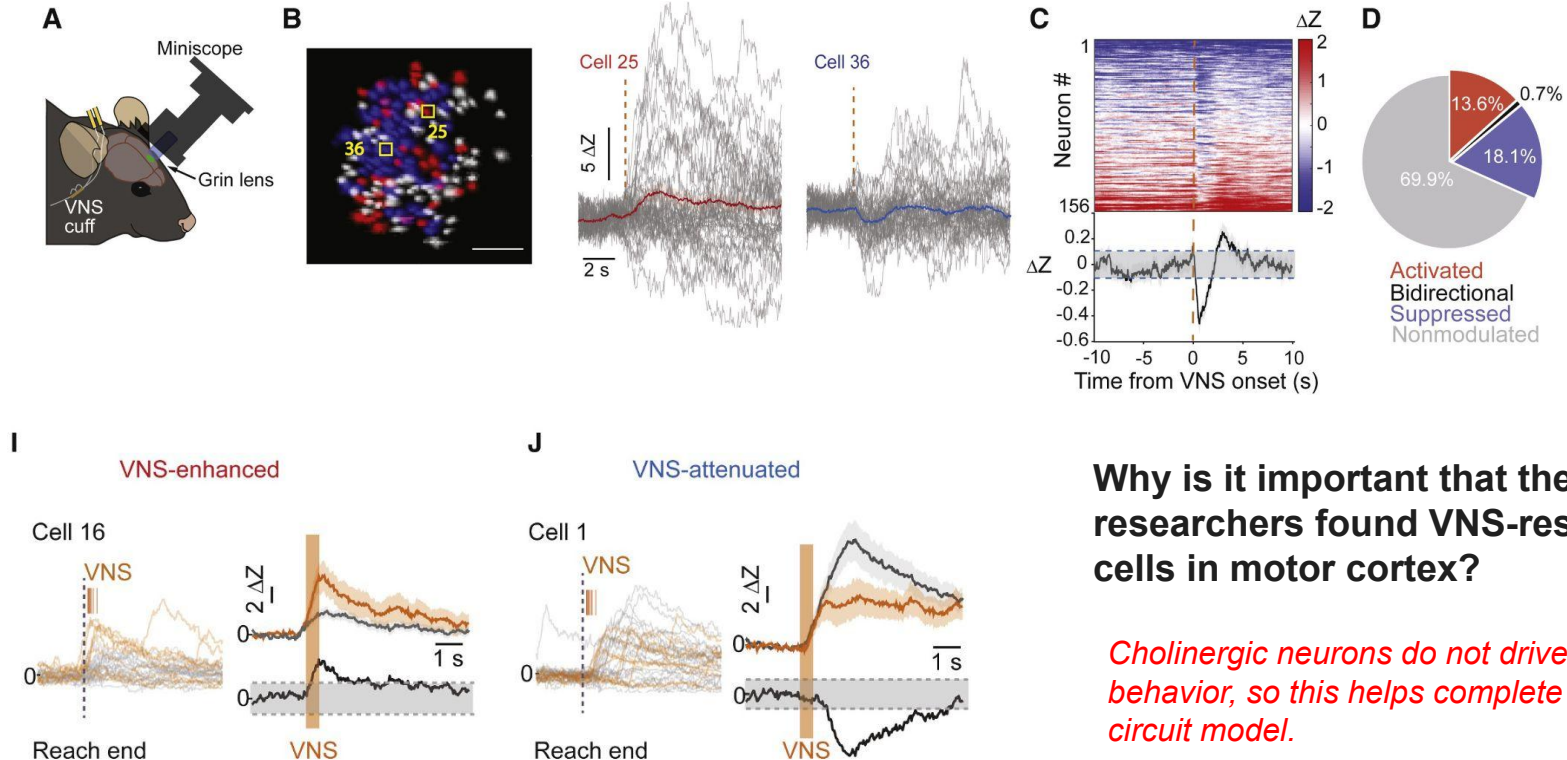 A
Miniscope
Grin lens
VNS
cuff
B
25
36
Cell 25
5 ΔZ
2 s
Cell 36
C
ΔZ
2
1
0
-1
-2
Neuron #
1
156
0.2
0
-0.2
-0.4
-0.6
ΔZ
-10 -5 0 5 10
Time from VNS onset (s)
D
13.6%
0.7%
18.1%
69.9%
Activated
Bidirectional
Suppressed
Nonmodulated
I
VNS-enhanced
Cell 16
VNS
0
Reach end
2 ΔZ
0
1 s
0
VNS
J
VNS-attenuated
Cell 1
VNS
0
Reach end
2 ΔZ
0
1 s
0
VNS
Why is it important that the
researchers found VNS-res
cells in motor cortex?
Cholinergic neurons do not drive
behavior, so this helps complete
circuit model.